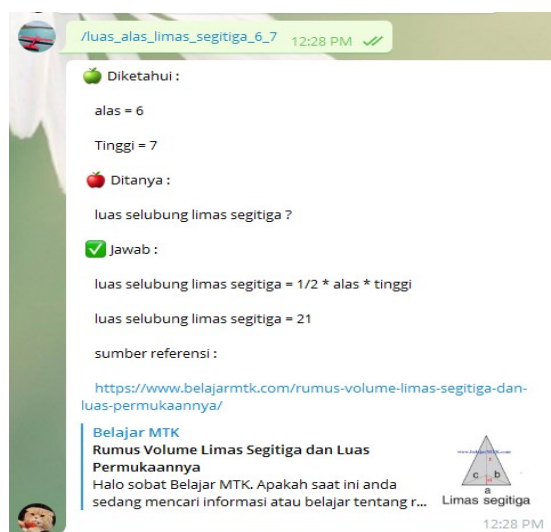 /luas_alas_limas_segitiga_6_7 12:28 PM
Diketahui :
alas = 6
Tinggi = 7
Ditanya :
luas selubung limas segitiga ?
Jawab :
luas selubung limas segitiga = 1/2 * alas * tinggi
luas selubung limas segitiga = 21
sumber referensi :
https://www.belajarmtk.com/rumus-volume-limas-segitiga-dan-
luas-permukaannya/
Belajar MTK
Rumus Volume Limas Segitiga dan Luas
Permukaannya
Halo sobat Belajar MTK. Apakah saat ini anda
sedang mencari informasi atau belajar tentang r...
c b
a
Limas segitiga
12:28 PM